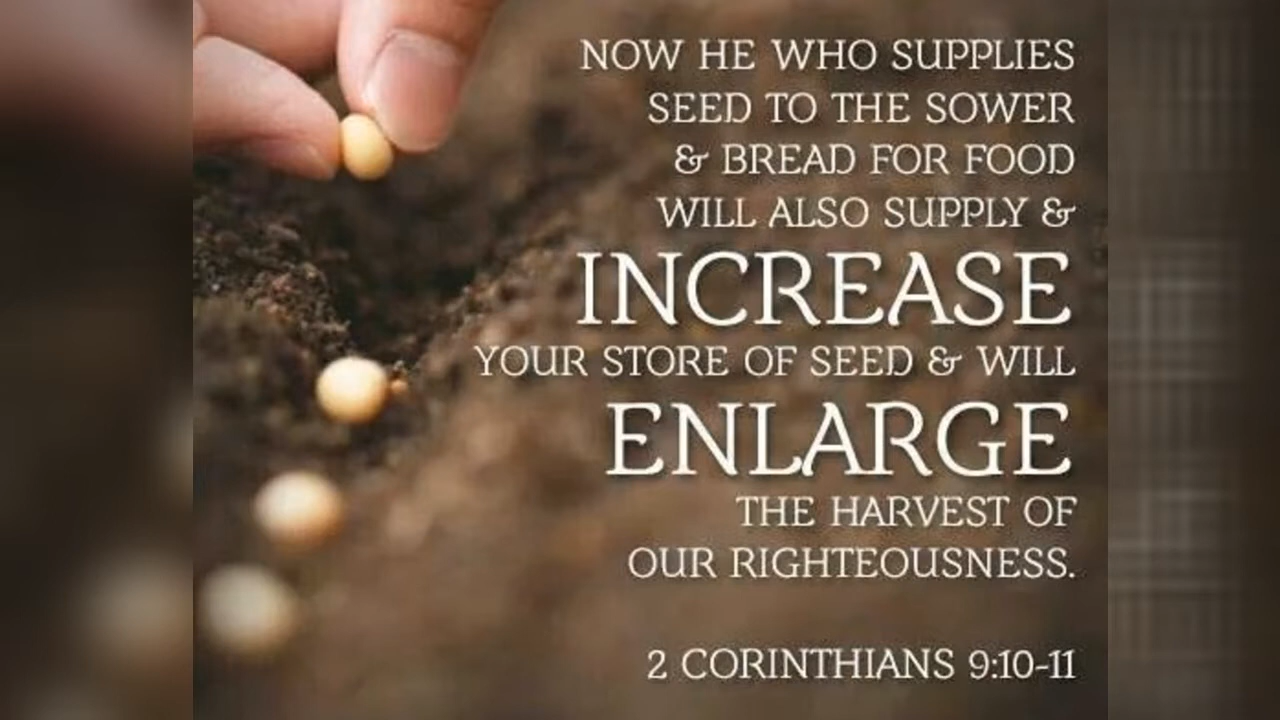 NOW HE WHO SUPPLIES
SEED TO THE SOWER
& BREAD FOR FOOD
WILL ALSO SUPPLY &
INCREASE
YOUR STORE OF SEED & WILL
ENLARGE
THE HARVEST OF
OUR RIGHTEOUSNESS.
2 CORINTHIANS 9:10-11